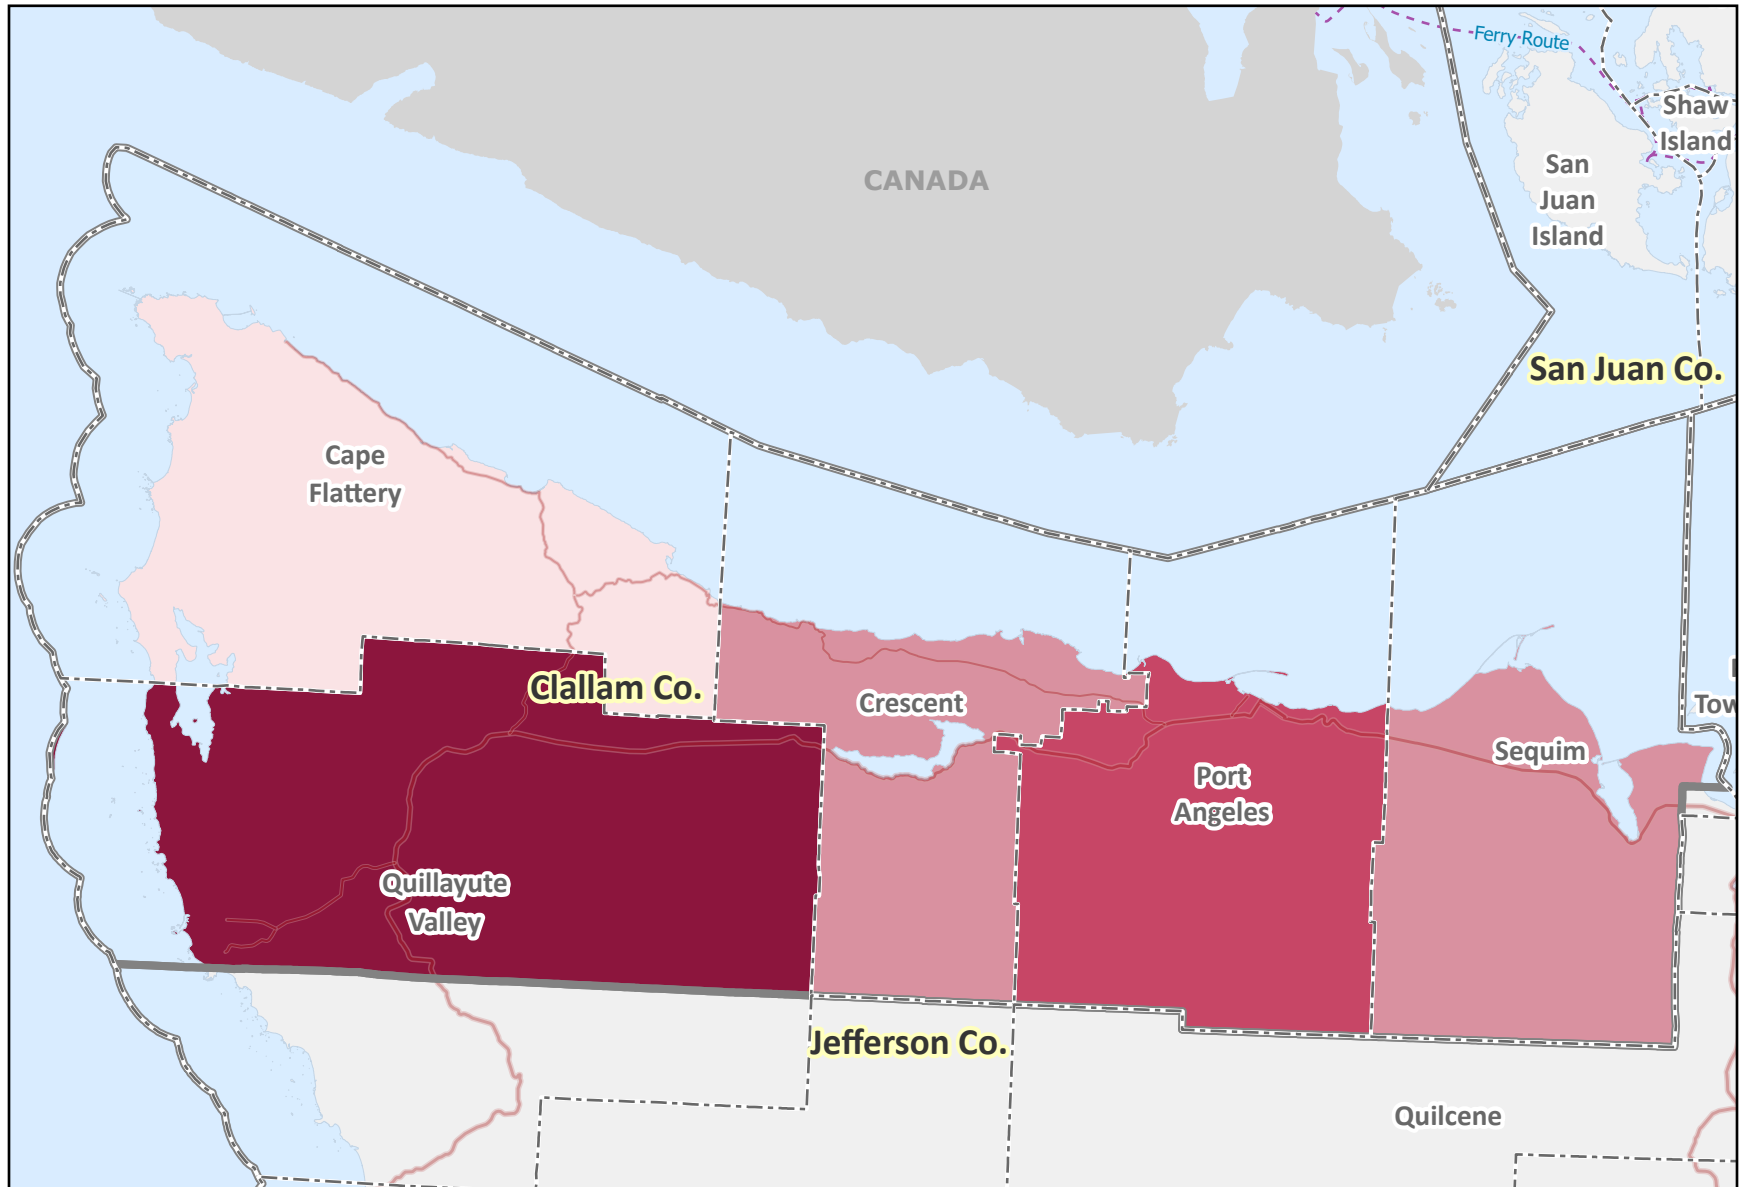 Ferry Route
Shaw
Island
San
Juan
Island
CANADA
San Juan Co.
Cape
Flattery
Clallam Co.
Crescent
Sequim
Port
Angeles
Quillayute
Valley
Jefferson Co.
Quilcene